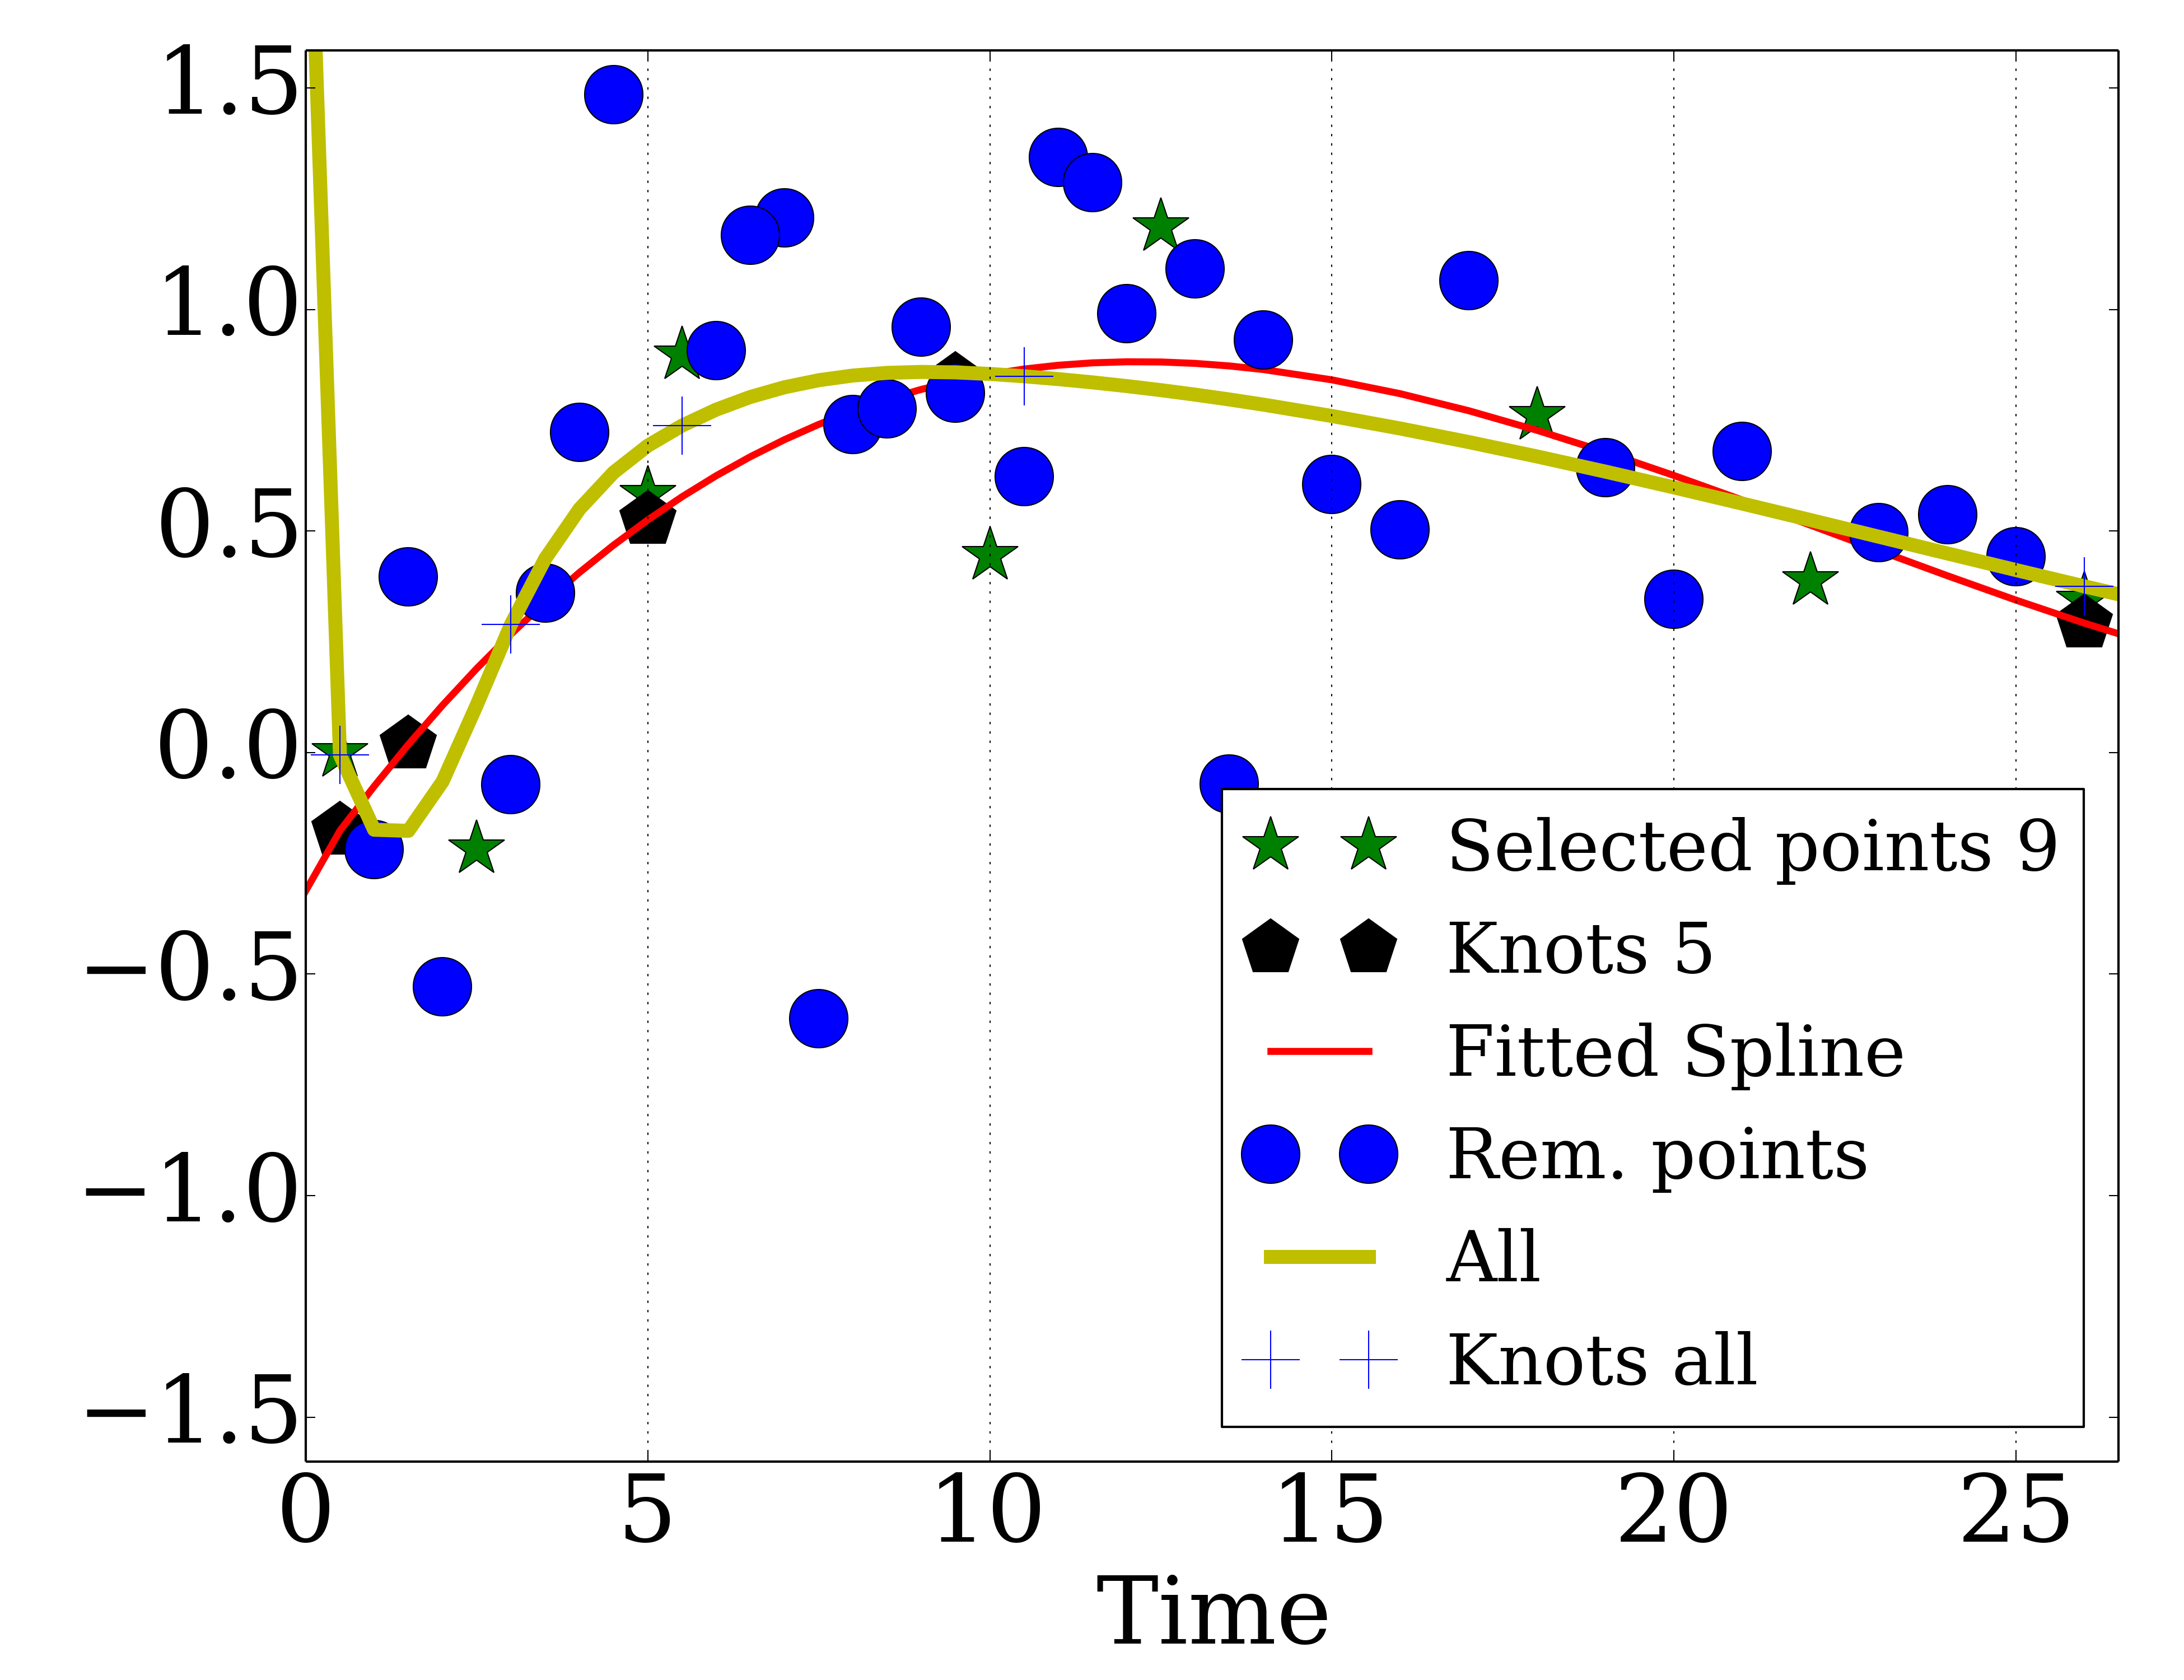 1.5
1.0
0.5
0.0
−0.5
−1.0
−1.5
0 5 10 15 20 25
Time
Selected points 9
Knots 5
Fitted Spline
Rem. points
All
Knots all